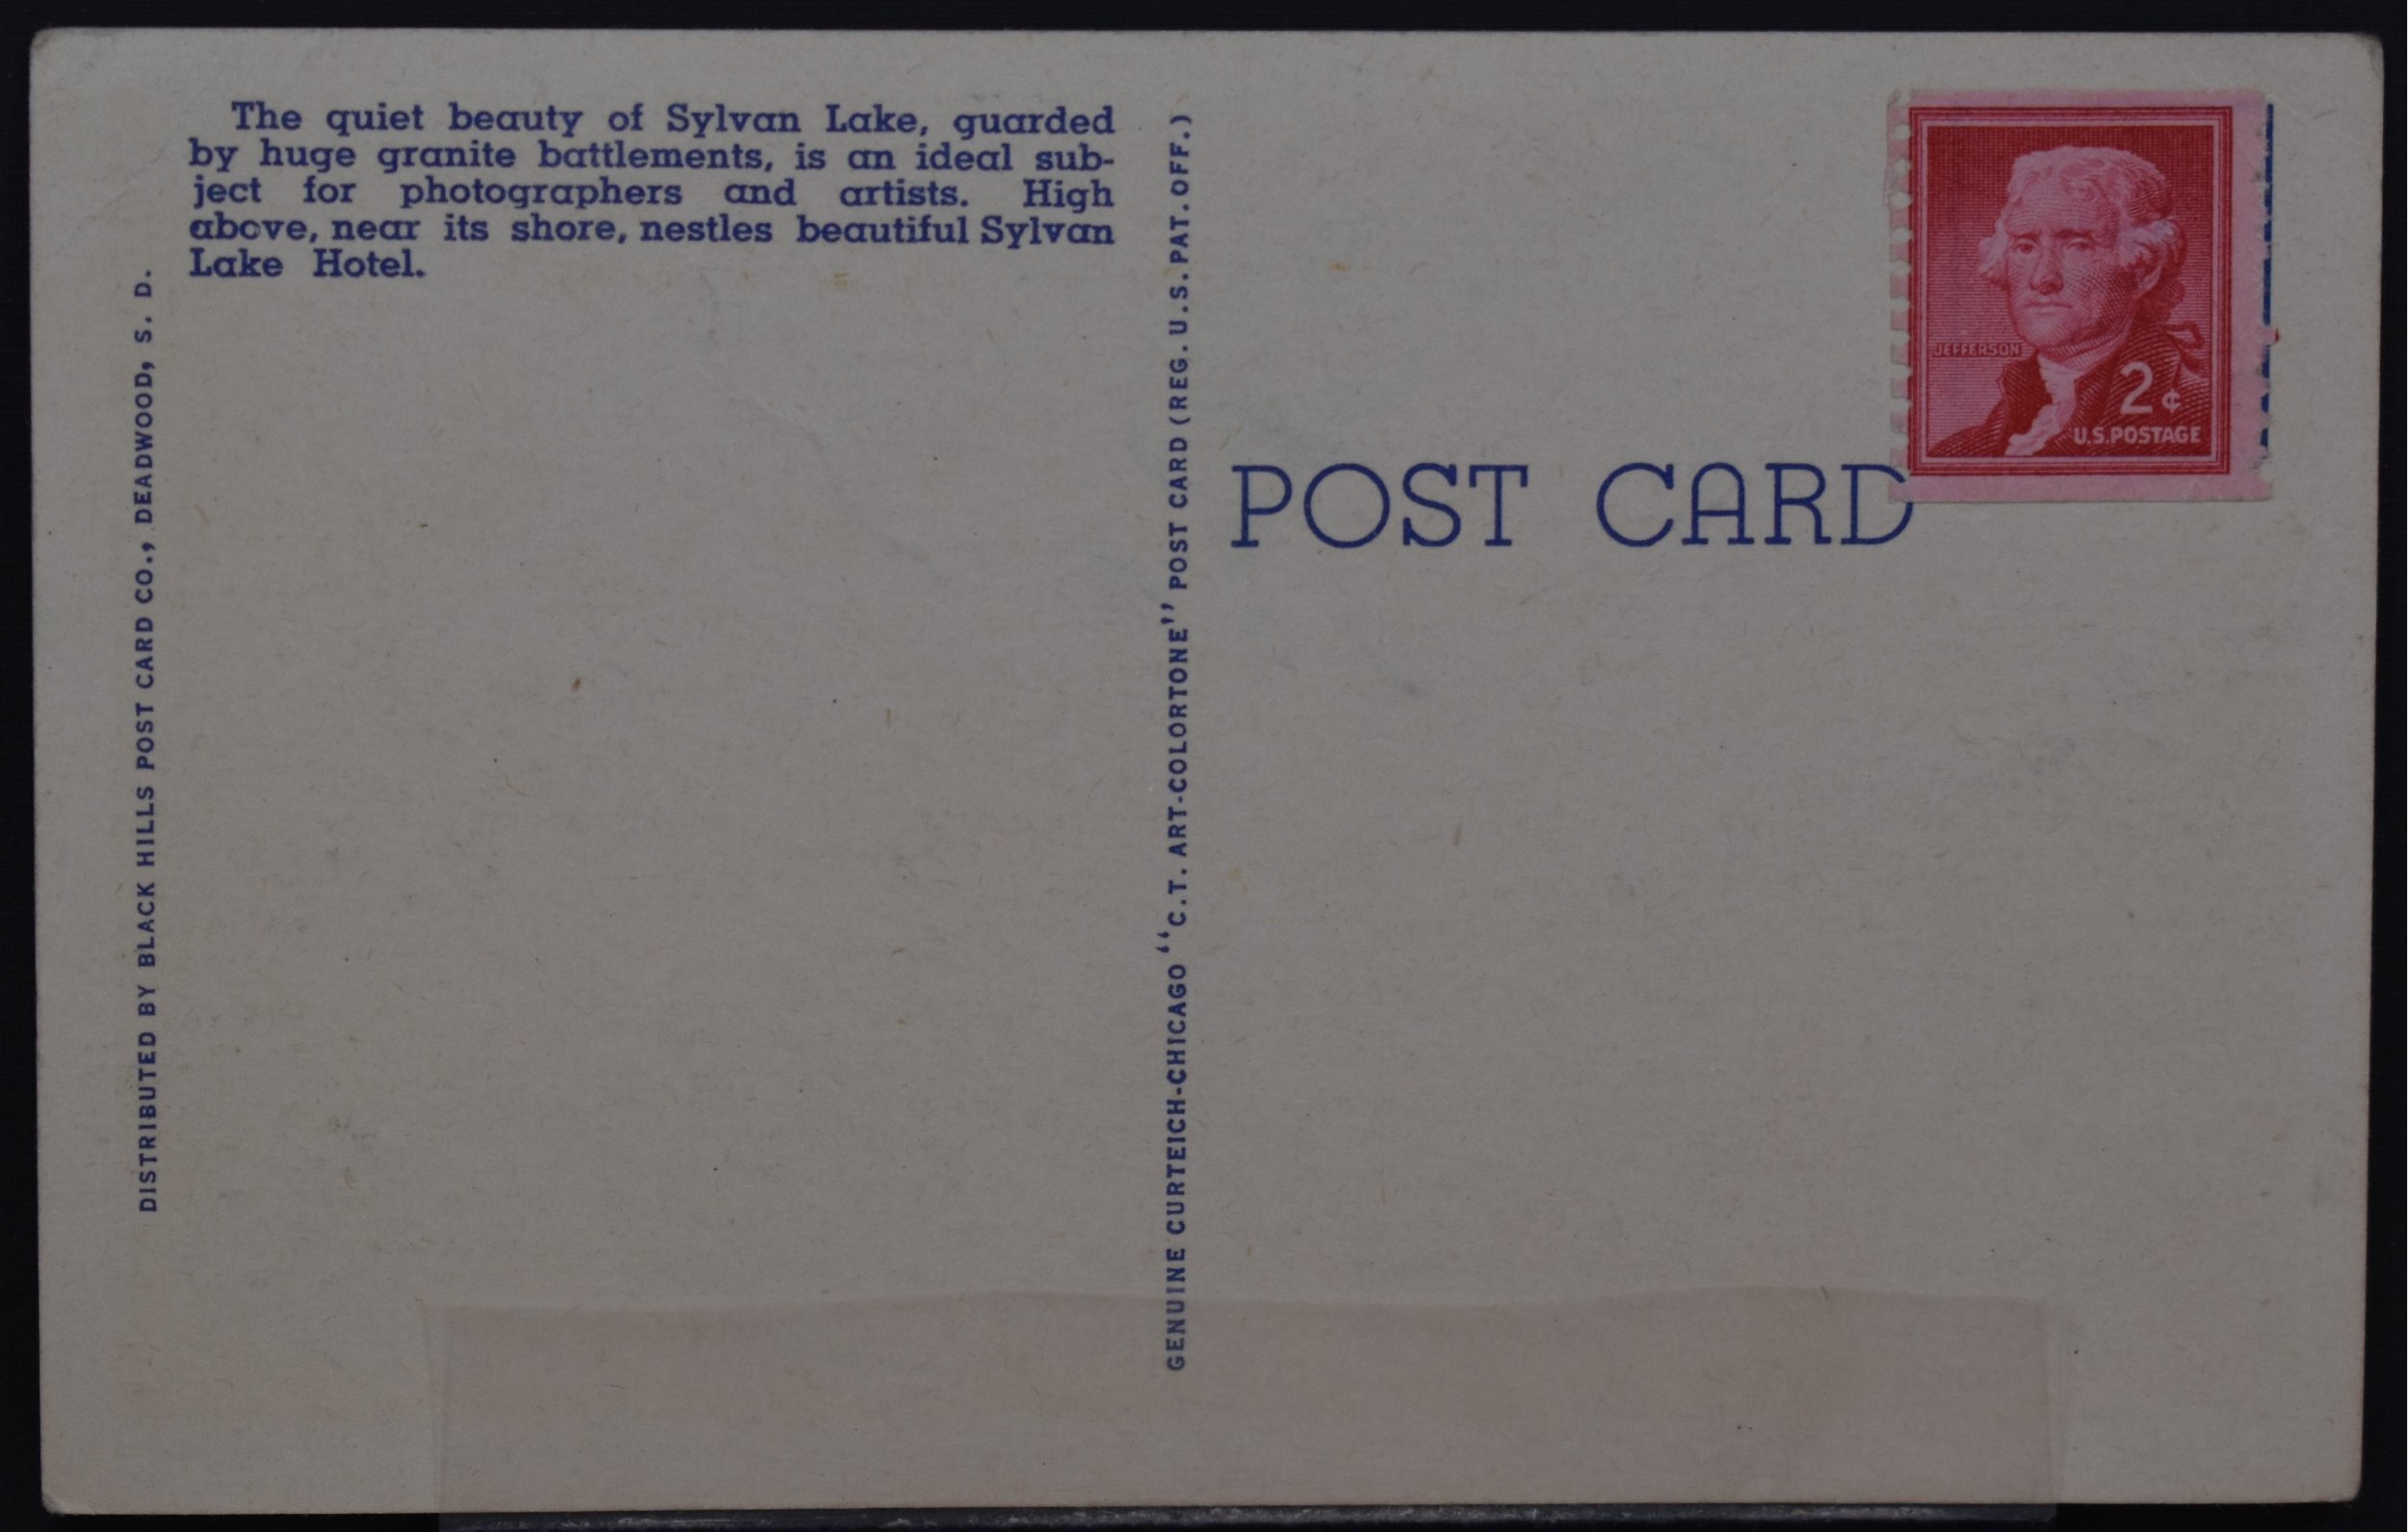 The quiet beauty of Sylvan Lake, guarded
by huge granite battlements, is an ideal sub-
ject for photographers and artists. High
above, near its shore, nestles beautiful Sylvan
Lake Hotel.
DISTRIBUTED BY BLACK HILLS POST CARD CO., DEADWOOD, S. D.
GENUINE CURTEICH-CHICAGO "C.T. ART-COLORTONE" POST CARD (REG. U.S. PAT. OFF.)
POST CARD
JEFFERSON
2¢
U.S. POSTAGE